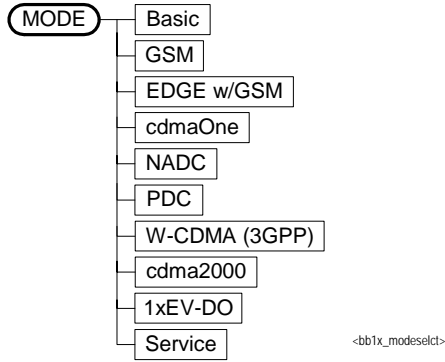 MODE
Basic
GSM
EDGE w/GSM
cdmaOne
NADC
PDC
W-CDMA (3GPP)
cdma2000
1xEV-DO
Service
<bb1x_modeselct>